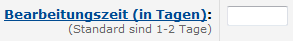 Bearbeitungszeit (in Tagen):
(Standard sind 1-2 Tage)